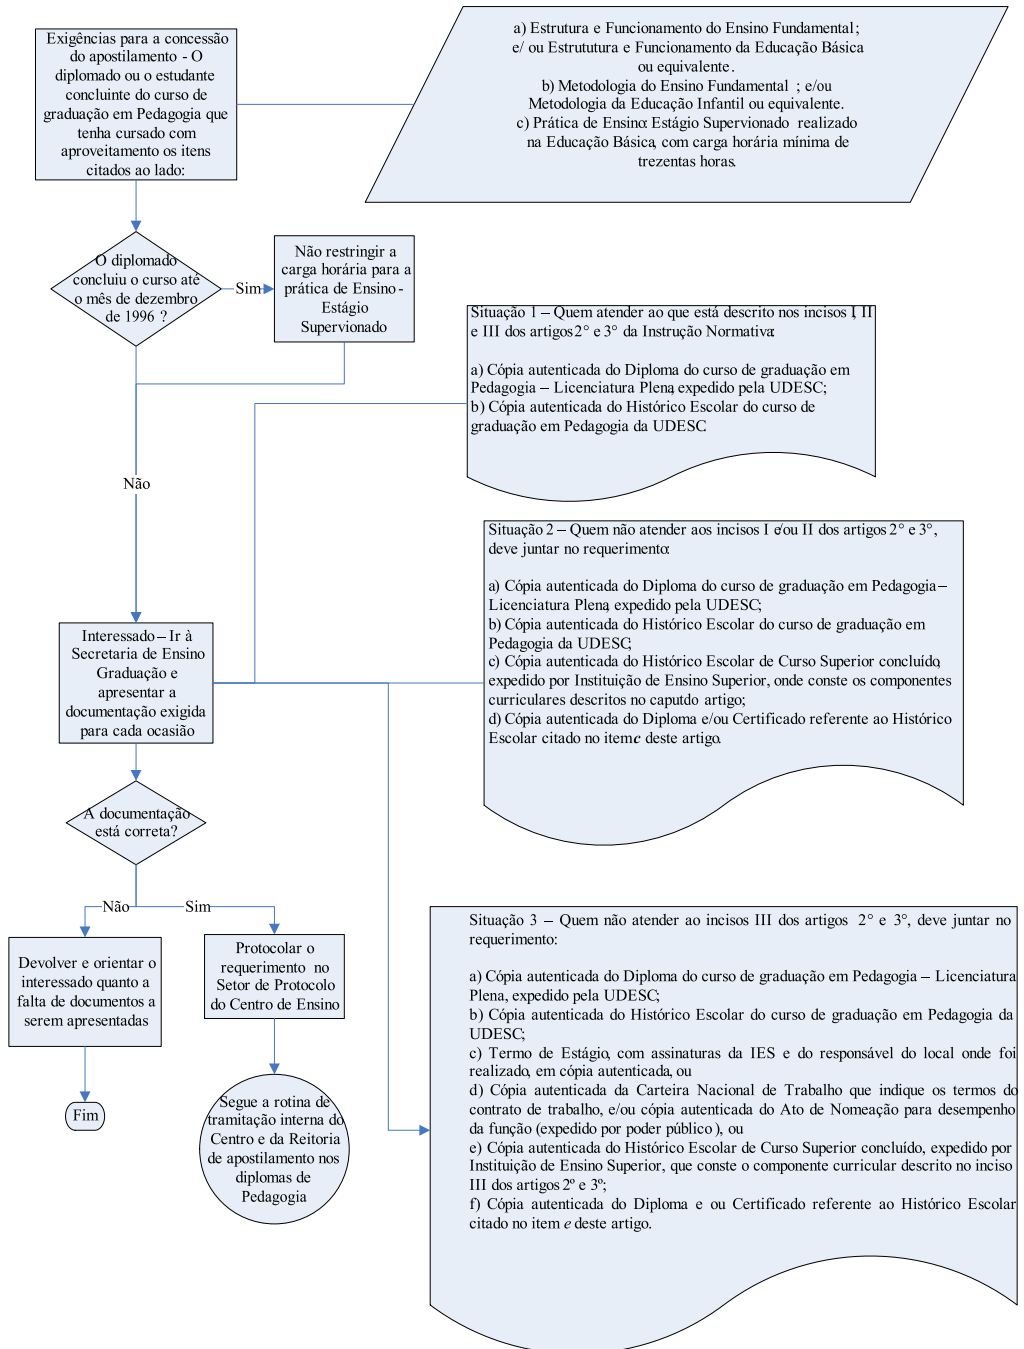 Exigências para a concessão
do apostilamento - O
diplomado ou o estudante
concluinte do curso de
graduação em Pedagogia que
tenha cursado com
aproveitamento os itens
citados ao lado:
a) Estrutura e Funcionamento do Ensino Fundamental;
e/ ou Estrututura e Funcionamento da Educação Básica
ou equivalente.
b) Metodologia do Ensino Fundamental ; e/ou
Metodologia da Educação Infantil ou equivalente.
c) Prática de Ensino: Estágio Supervionado realizado
na Educação Básica, com carga horária mínima de
trezentas horas.
O diplomado
concluiu o curso até
o mês de dezembro
de 1996 ?
Sim
Não restringir a
carga horária para a
prática de Ensino -
Estágio
Supervionado
Situação 1 – Quem atender ao que está descrito nos incisos I, II
e III dos artigos 2° e 3° da Instrução Normativa:
a) Cópia autenticada do Diploma do curso de graduação em
Pedagogia – Licenciatura Plena, expedido pela UDESC;
b) Cópia autenticada do Histórico Escolar do curso de
graduação em Pedagogia da UDESC.
Não
Situação 2 – Quem não atender aos incisos I e/ou II dos artigos 2° e 3°,
deve juntar no requerimento:
a) Cópia autenticada do Diploma do curso de graduação em Pedagogia –
Licenciatura Plena, expedido pela UDESC;
b) Cópia autenticada do Histórico Escolar do curso de graduação em
Pedagogia da UDESC;
c) Cópia autenticada do Histórico Escolar de Curso Superior concluído,
expedido por Instituição de Ensino Superior, onde conste os componentes
curriculares descritos no caputdo artigo;
d) Cópia autenticada do Diploma e/ou Certificado referente ao Histórico
Escolar citado no item c deste artigo.
Interessado – Ir à
Secretaria de Ensino
Graduação e
apresentar a
documentação exigida
para cada ocasião
A documentação
está correta?
Não
Sim
Devolver e orientar o
interessado quanto a
falta de documentos a
serem apresentadas
Protocolar o
requerimento no
Setor de Protocolo
do Centro de Ensino
Fim
Segue a rotina de
tramitação interna do
Centro e da Reitoria
de apostilamento nos
diplomas de
Pedagogia
Situação 3 – Quem não atender ao incisos III dos artigos 2° e 3°, deve juntar no
requerimento:
a) Cópia autenticada do Diploma do curso de graduação em Pedagogia – Licenciatura
Plena, expedido pela UDESC;
b) Cópia autenticada do Histórico Escolar do curso de graduação em Pedagogia da
UDESC;
c) Termo de Estágio, com assinaturas da IES e do responsável do local onde foi
realizado, em cópia autenticada, ou
d) Cópia autenticada da Carteira Nacional de Trabalho que indique os termos do
contrato de trabalho, e/ou cópia autenticada do Ato de Nomeação para desempenho
da função (expedido por poder público ), ou
e) Cópia autenticada do Histórico Escolar de Curso Superior concluído, expedido por
Instituição de Ensino Superior, que conste o componente curricular descrito no inciso
III dos artigos 2º e 3º;
f) Cópia autenticada do Diploma e ou Certificado referente ao Histórico Escolar
citado no item e deste artigo.